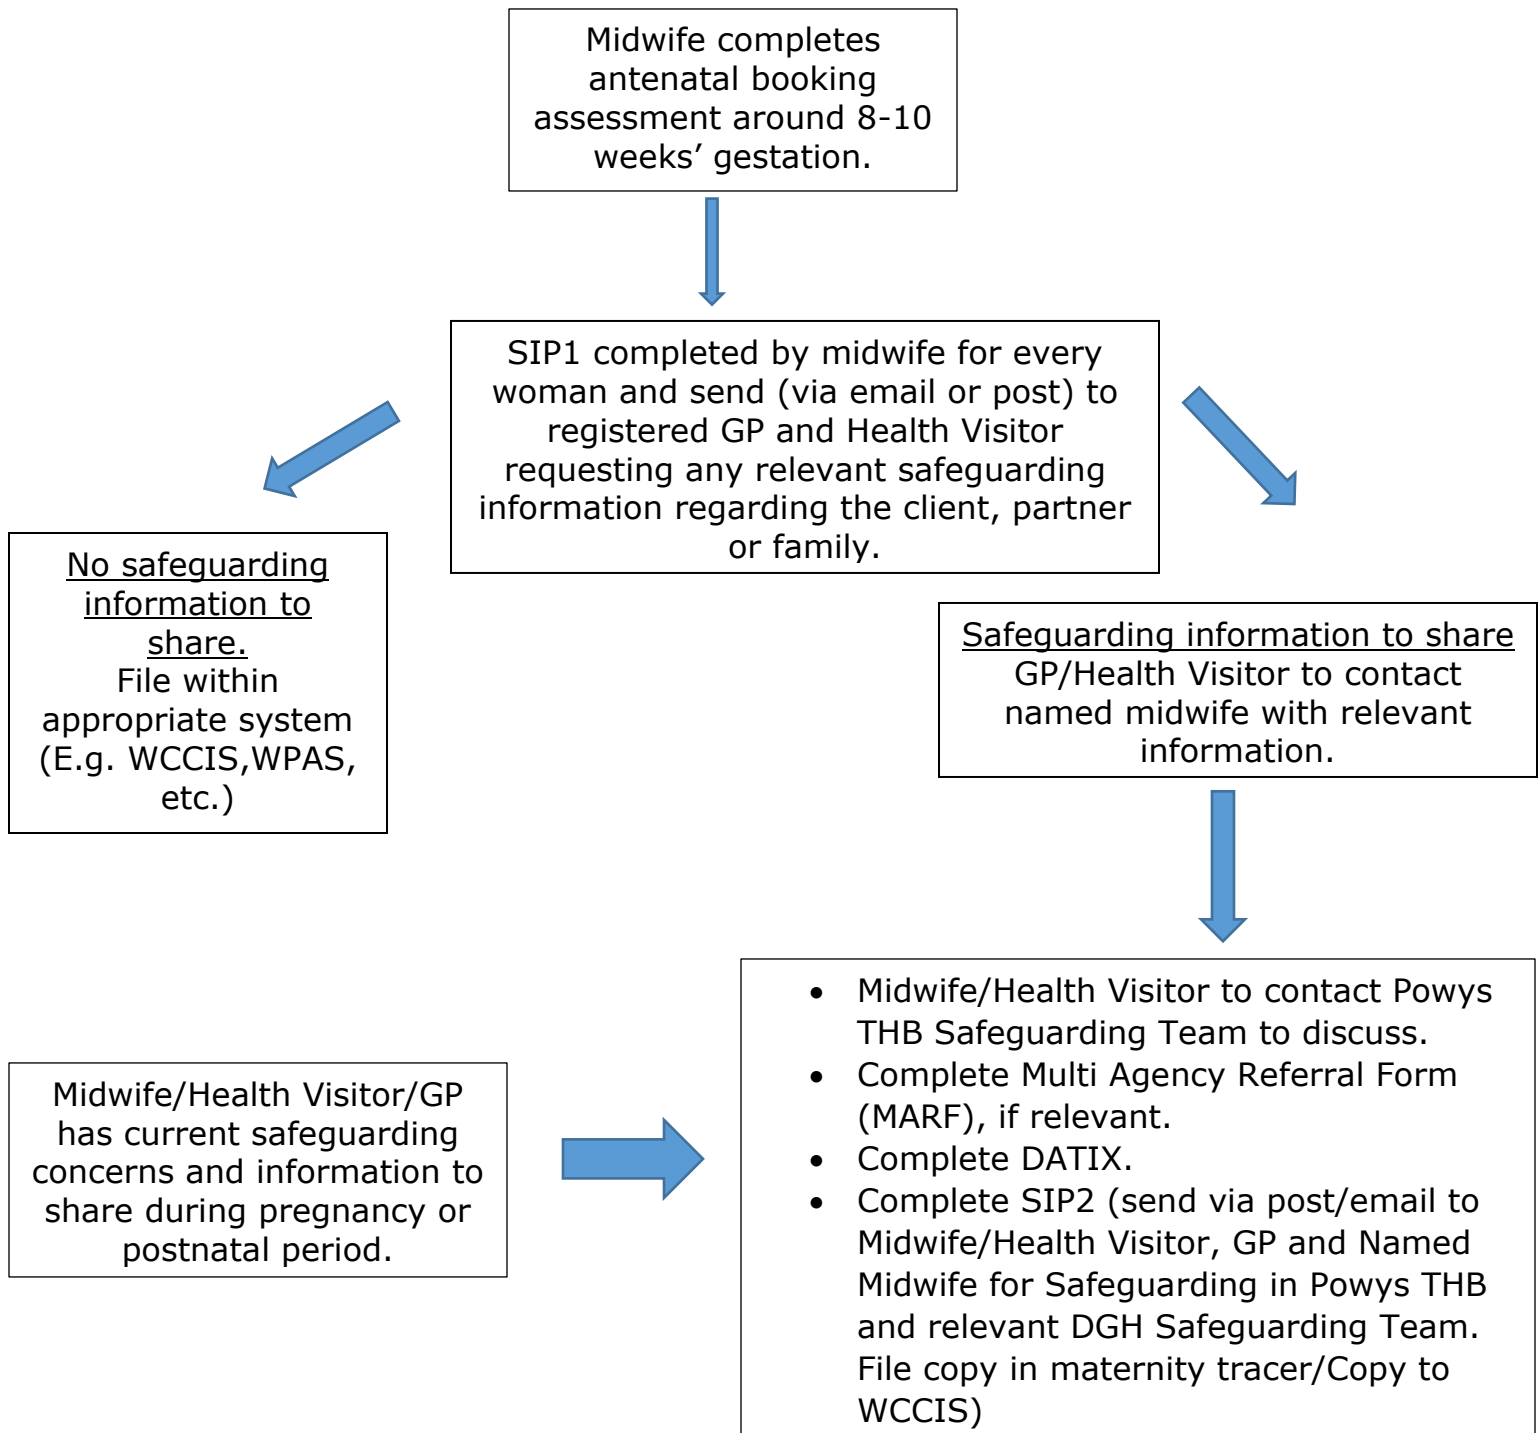 Midwife completes
antenatal booking
assessment around 8-10
weeks’ gestation.
SIP1 completed by midwife for every
woman and send (via email or post) to
registered GP and Health Visitor
requesting any relevant safeguarding
information regarding the client, partner
or family.
No safeguarding
information to
share.
File within
appropriate system
(E.g. WCCIS,WPAS,
etc.)
Safeguarding information to share
GP/Health Visitor to contact
named midwife with relevant
information.
Midwife/Health Visitor/GP
has current safeguarding
concerns and information to
share during pregnancy or
postnatal period.
• Midwife/Health Visitor to contact Powys
THB Safeguarding Team to discuss.
• Complete Multi Agency Referral Form
(MARF), if relevant.
• Complete DATIX.
• Complete SIP2 (send via post/email to
Midwife/Health Visitor, GP and Named
Midwife for Safeguarding in Powys THB
and relevant DGH Safeguarding Team.
File copy in maternity tracer/Copy to
WCCIS)